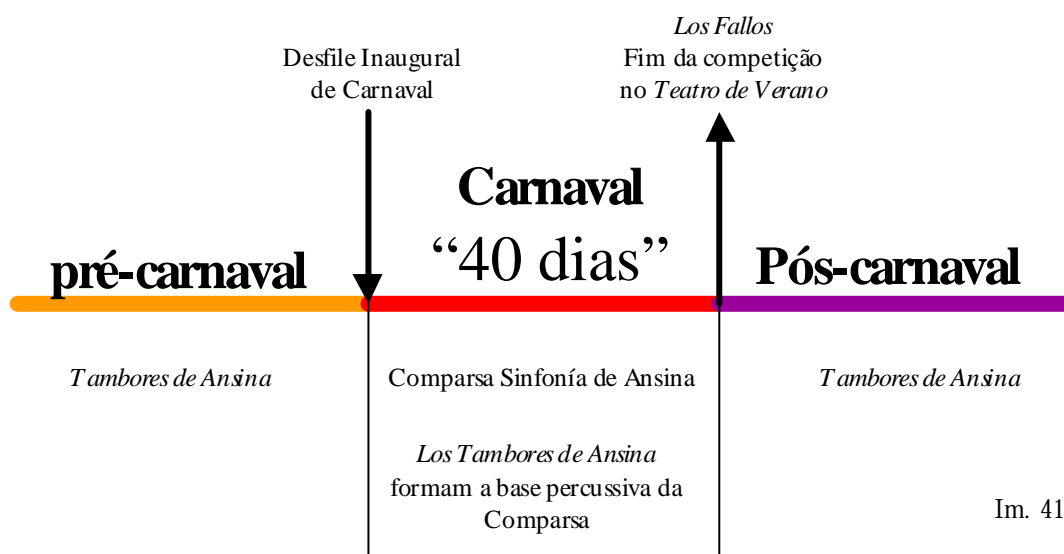 Los Fallos
Fim da competição
no Teatro de Verano
Desfile Inaugural
de Carnaval
Carnaval
“40 dias”
pré-carnaval
Pós-carnaval
Tambores de Ansina
Comparsa Sinfonía de Ansina
Tambores de Ansina
Los Tambores de Ansina
formam a base percussiva da
Comparsa
Im. 41